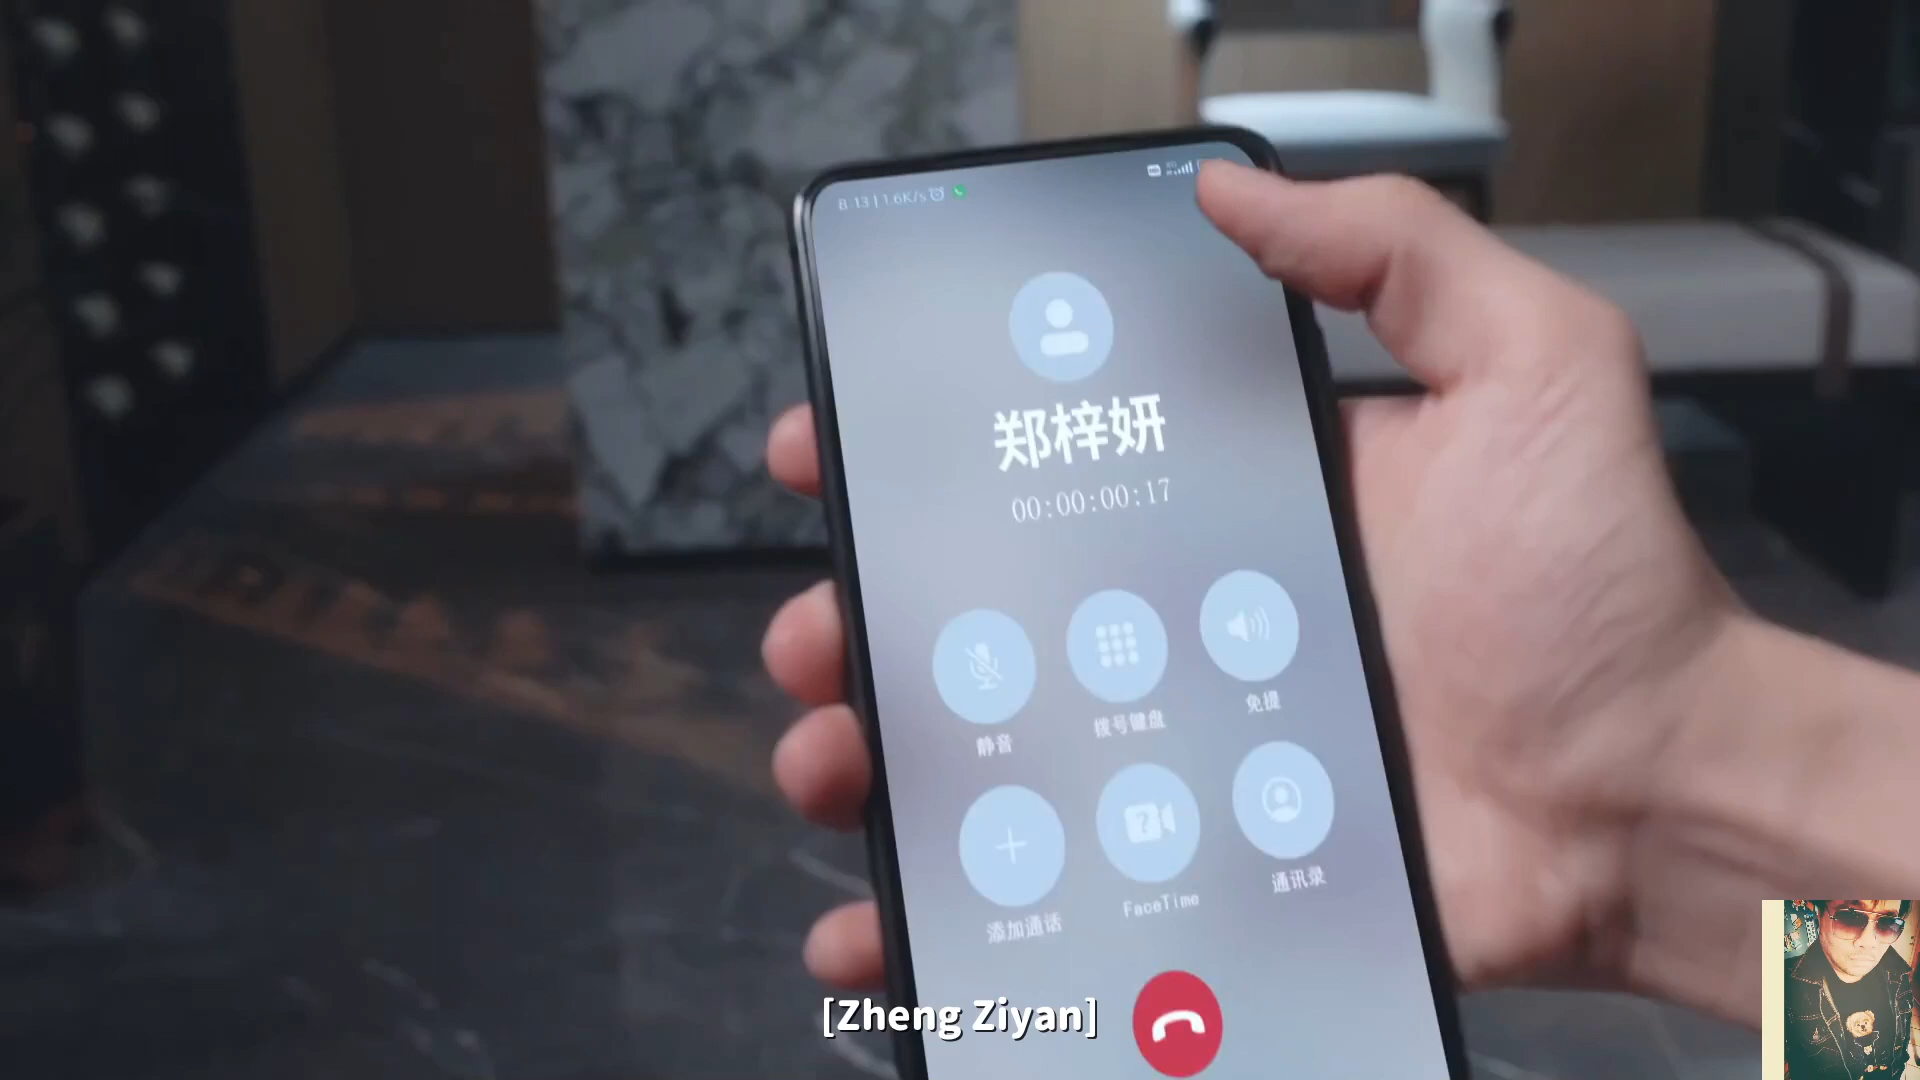 8:13 | 1.6K/s
郑梓妍
00:00:00:17
静音
拨号键盘
免提
添加通话
FaceTime
通讯录
[Zheng Ziyan]